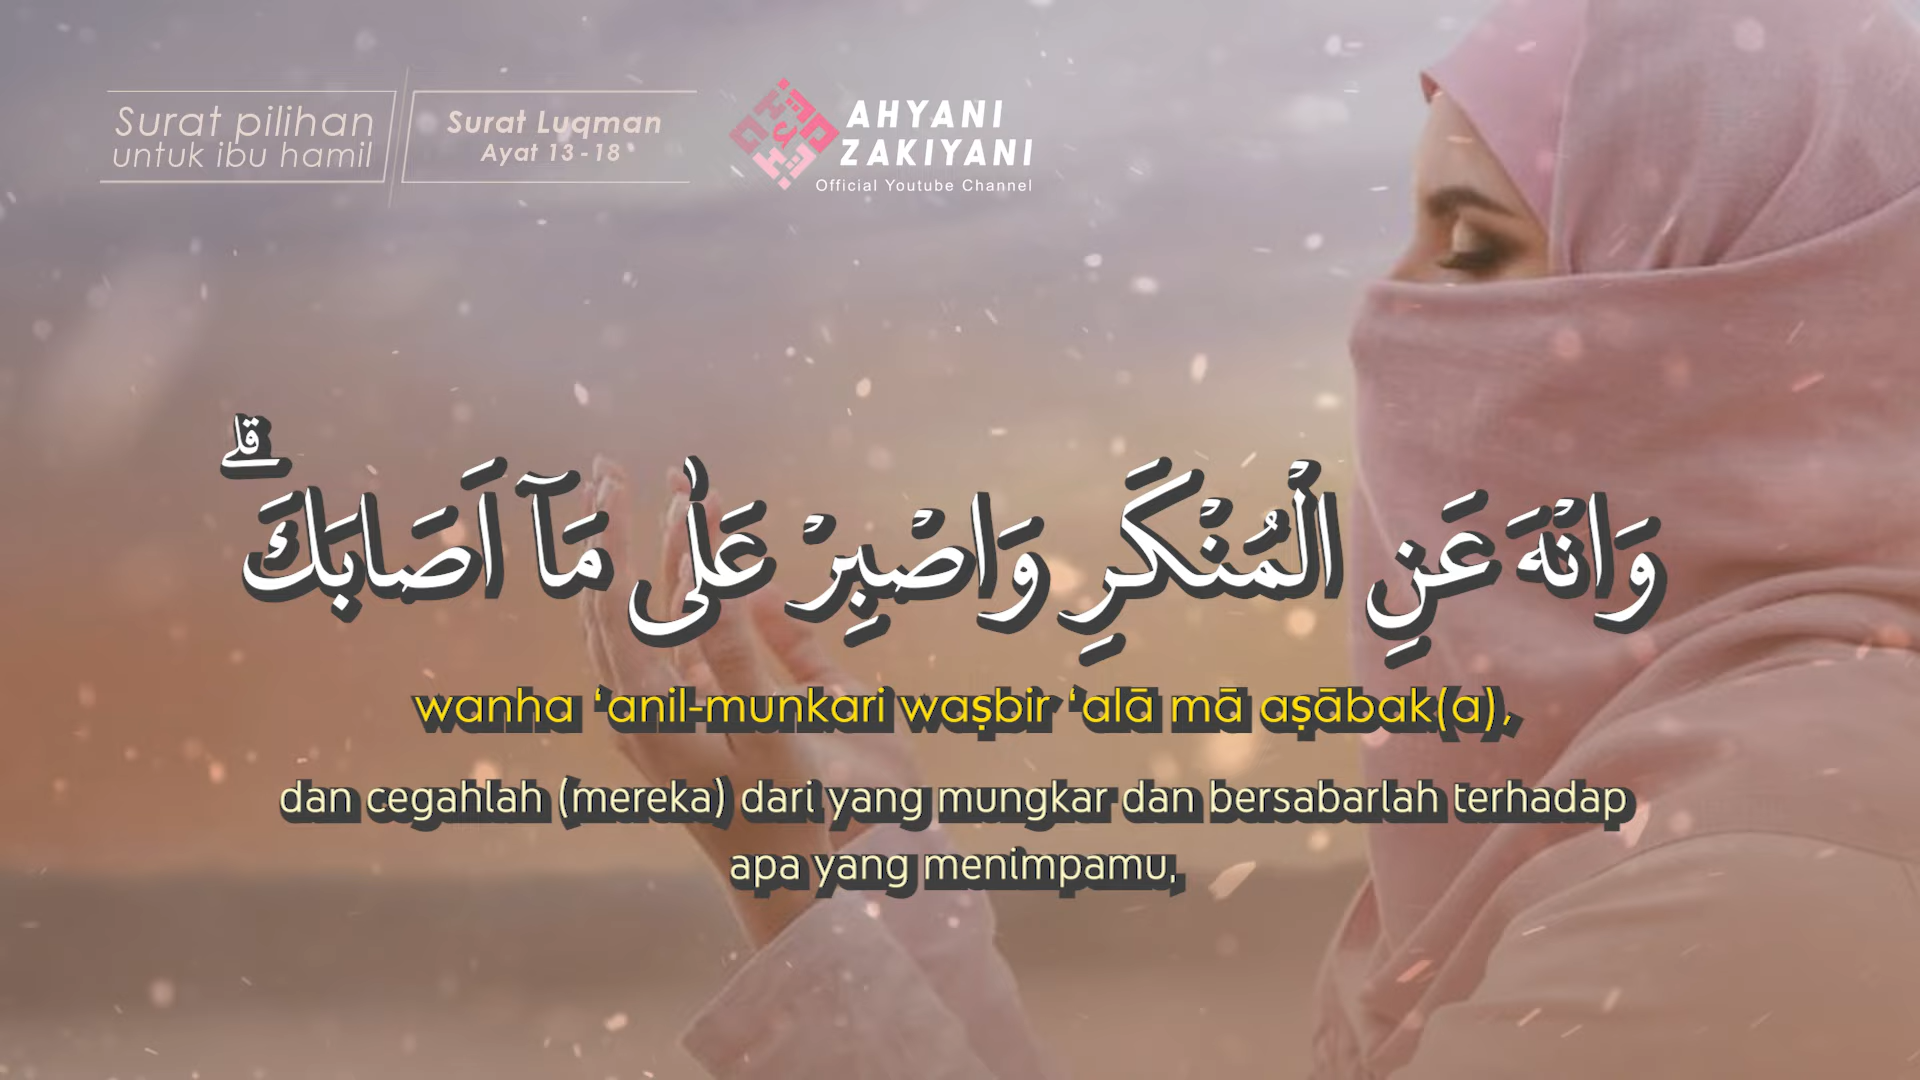 Surat pilihan
untuk ibu hamil
Surat Luqman
Ayat 13 - 18
AHYANI
ZAKIYANI
Official Youtube Channel
وَانْهَ عَنِ الْمُنْكَرِ وَاصْبِرْ عَلٰى مَآ اَصَابَكَۗ
wanha ‘anil-munkari waṣbir ‘alā mā aṣābak(a),
dan cegahlah (mereka) dari yang mungkar dan bersabarlah terhadap
apa yang menimpamu,